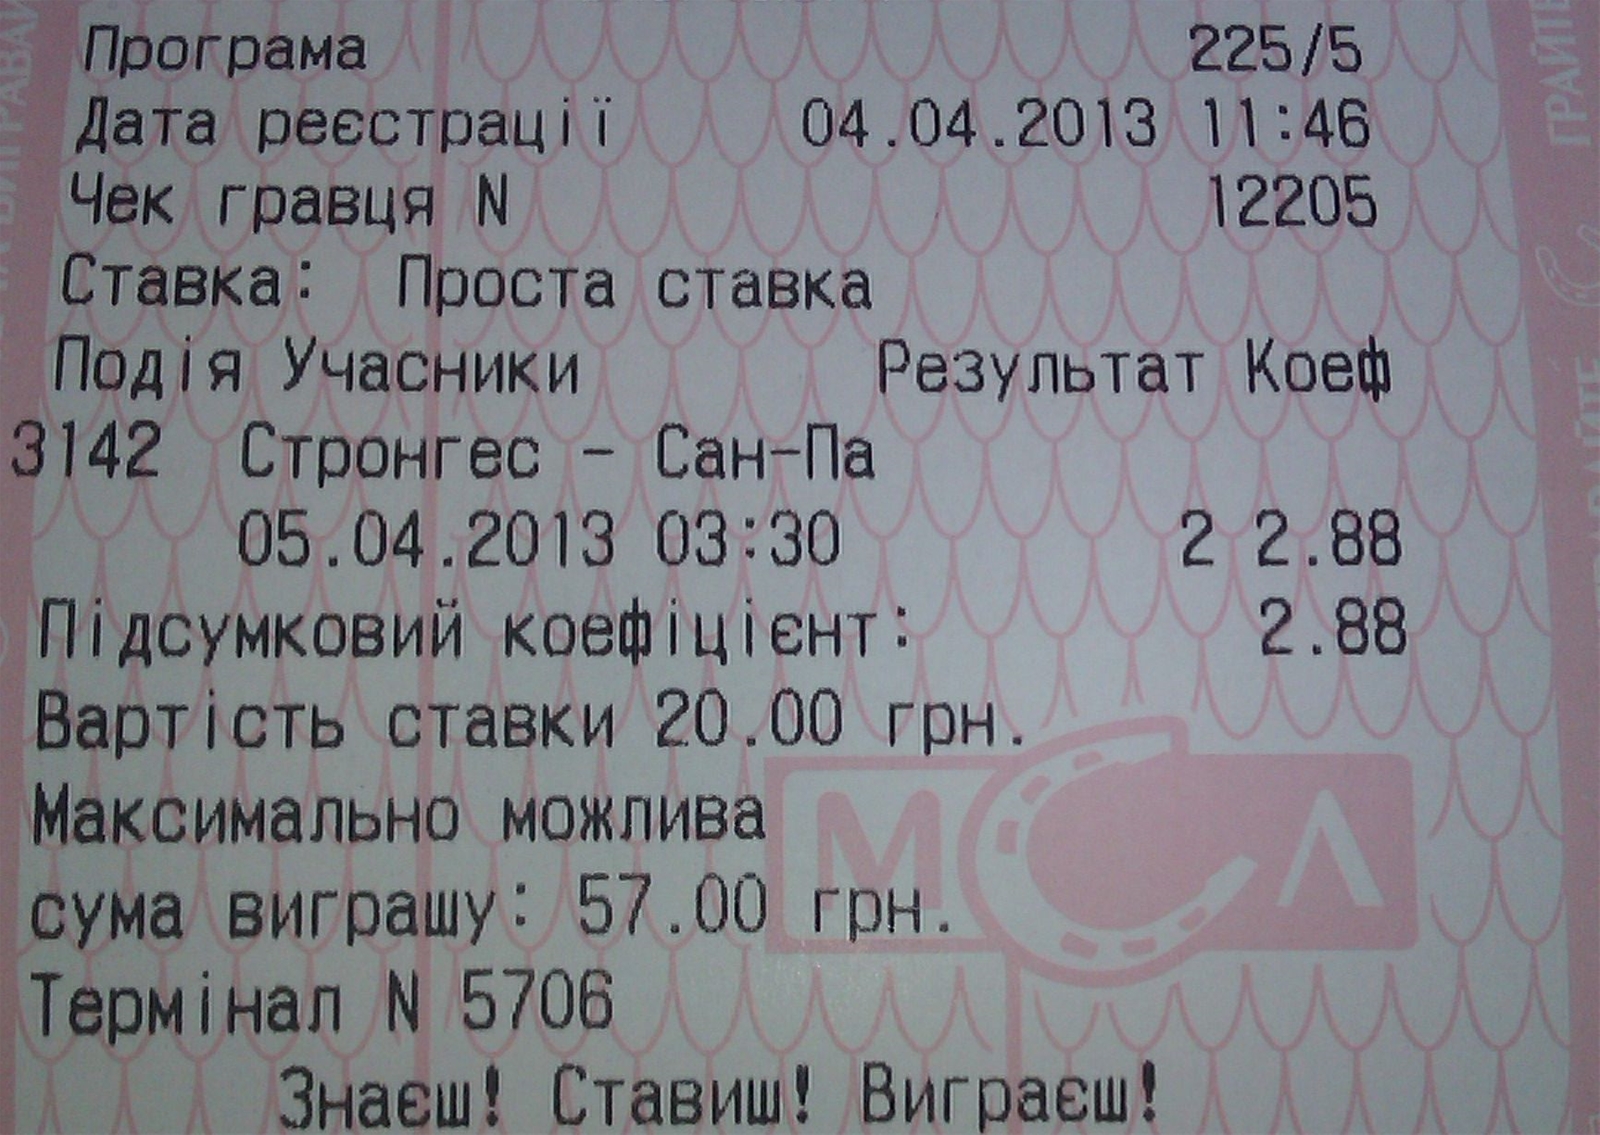 Програма 225/5
Дата реєстрації 04.04.2013 11:46
Чек гравця N 12205
Ставка: Проста ставка
Подія Учасники Результат Коеф
3142 Стронгес - Сан-Па
05.04.2013 03:30 2 2.88
Підсумковий коефіцієнт: 2.88
Вартість ставки 20.00 грн.
Максимально можлива
сума виграшу: 57.00 грн.
Термінал N 5706
Знаєш! Ставиш! Виграєш!
МСЛ